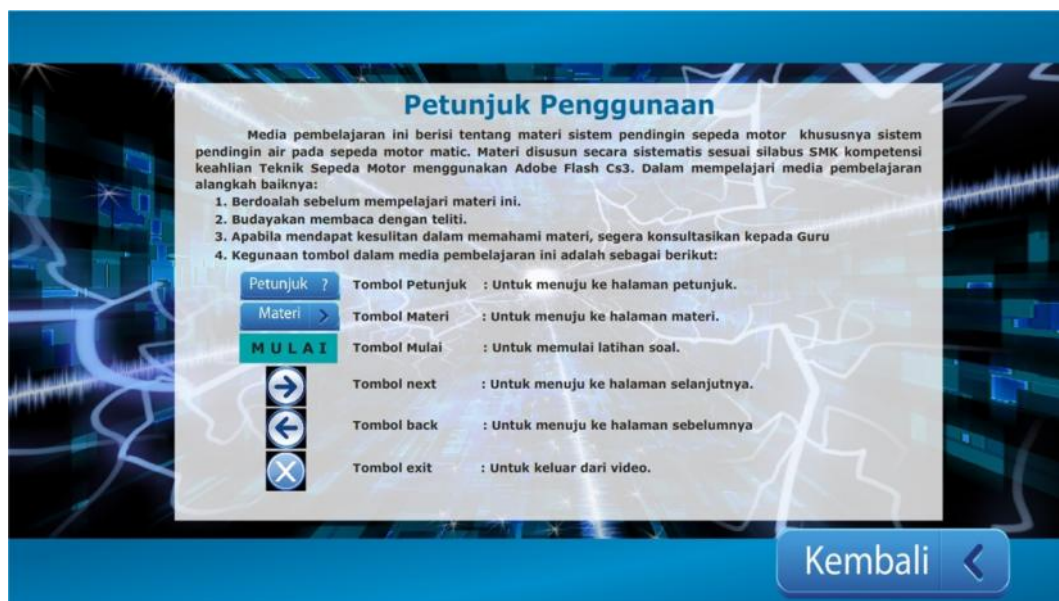 Petunjuk Penggunaan
Media pembelajaran ini berisi tentang materi sistem pendingin sepeda motor khususnya sistem
pendingin air pada sepeda motor matic. Materi disusun secara sistematis sesuai silabus SMK kompetensi
keahlian Teknik Sepeda Motor menggunakan Adobe Flash Cs3. Dalam mempelajari media pembelajaran
alangkah baiknya:
1. Berdoalah sebelum mempelajari materi ini.
2. Budayakan membaca dengan teliti.
3. Apabila mendapat kesulitan dalam memahami materi, segera konsultasikan kepada Guru
4. Kegunaan tombol dalam media pembelajaran ini adalah sebagai berikut:
Petunjuk ? Tombol Petunjuk : Untuk menuju ke halaman petunjuk.
Materi > Tombol Materi : Untuk menuju ke halaman materi.
MULAI Tombol Mulai : Untuk memulai latihan soal.
Tombol next : Untuk menuju ke halaman selanjutnya.
Tombol back : Untuk menuju ke halaman sebelumnya
Tombol exit : Untuk keluar dari video.
Kembali